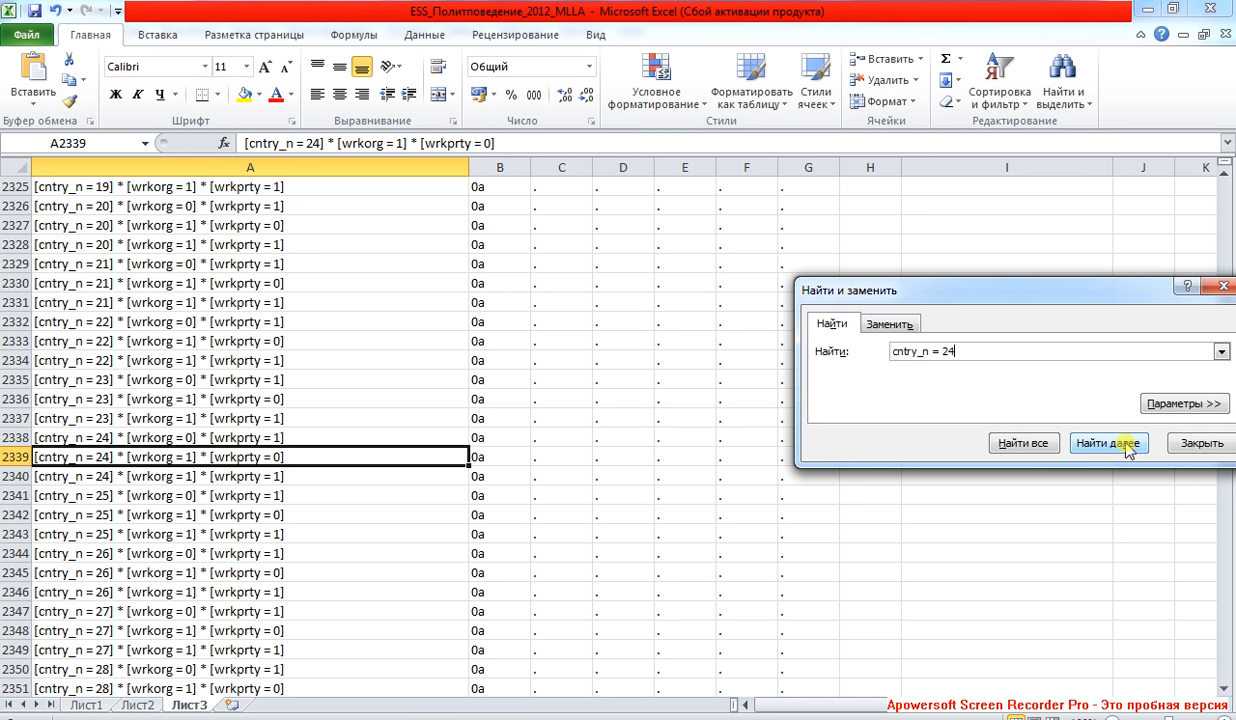 ESS_Политповедение_2012_MLLA - Microsoft Excel (Сбой активации продукта)
Файл Главная Вставка Разметка страницы Формулы Данные Рецензирование Вид
Calibri 11 Общий
Вставить Ж К Ч % 000 Условное форматирование Форматировать как таблицу Стили ячеек Вставить Удалить Формат Σ Сортировка и фильтр Найти и выделить
Буфер обмена Шрифт Выравнивание Число Стили Ячейки Редактирование
A2339 fx [cntry_n = 24] * [wrkorg = 1] * [wrkprty = 0]
A B C D E F G H I J K
2325 [cntry_n = 19] * [wrkorg = 1] * [wrkprty = 1] 0a . . . . .
2326 [cntry_n = 20] * [wrkorg = 0] * [wrkprty = 1] 0a . . . . .
2327 [cntry_n = 20] * [wrkorg = 1] * [wrkprty = 0] 0a . . . . .
2328 [cntry_n = 20] * [wrkorg = 1] * [wrkprty = 1] 0a . . . . .
2329 [cntry_n = 21] * [wrkorg = 0] * [wrkprty = 1] 0a . . . . .
2330 [cntry_n = 21] * [wrkorg = 1] * [wrkprty = 0] 0a . . . . .
2331 [cntry_n = 21] * [wrkorg = 1] * [wrkprty = 1] 0a . . . . .
2332 [cntry_n = 22] * [wrkorg = 0] * [wrkprty = 1] 0a . . . . .
2333 [cntry_n = 22] * [wrkorg = 1] * [wrkprty = 0] 0a . . . . .
2334 [cntry_n = 22] * [wrkorg = 1] * [wrkprty = 1] 0a . . . . .
2335 [cntry_n = 23] * [wrkorg = 0] * [wrkprty = 1] 0a . . . . .
2336 [cntry_n = 23] * [wrkorg = 1] * [wrkprty = 0] 0a . . . . .
2337 [cntry_n = 23] * [wrkorg = 1] * [wrkprty = 1] 0a . . . . .
2338 [cntry_n = 24] * [wrkorg = 0] * [wrkprty = 1] 0a . . . . .
2339 [cntry_n = 24] * [wrkorg = 1] * [wrkprty = 0] 0a . . . . .
2340 [cntry_n = 24] * [wrkorg = 1] * [wrkprty = 1] 0a . . . . .
2341 [cntry_n = 25] * [wrkorg = 0] * [wrkprty = 1] 0a . . . . .
2342 [cntry_n = 25] * [wrkorg = 1] * [wrkprty = 0] 0a . . . . .
2343 [cntry_n = 25] * [wrkorg = 1] * [wrkprty = 1] 0a . . . . .
2344 [cntry_n = 26] * [wrkorg = 0] * [wrkprty = 1] 0a . . . . .
2345 [cntry_n = 26] * [wrkorg = 1] * [wrkprty = 0] 0a . . . . .
2346 [cntry_n = 26] * [wrkorg = 1] * [wrkprty = 1] 0a . . . . .
2347 [cntry_n = 27] * [wrkorg = 0] * [wrkprty = 1] 0a . . . . .
2348 [cntry_n = 27] * [wrkorg = 1] * [wrkprty = 0] 0a . . . . .
2349 [cntry_n = 27] * [wrkorg = 1] * [wrkprty = 1] 0a . . . . .
2350 [cntry_n = 28] * [wrkorg = 0] * [wrkprty = 1] 0a . . . . .
2351 [cntry_n = 28] * [wrkorg = 1] * [wrkprty = 0] 0a . . . . .
Найти и заменить
Найти Заменить
Найти: cntry_n = 24
Параметры >>
Найти все Найти далее Закрыть
Лист1 Лист2 Лист3
Apowersoft Screen Recorder Pro - Это пробная версия